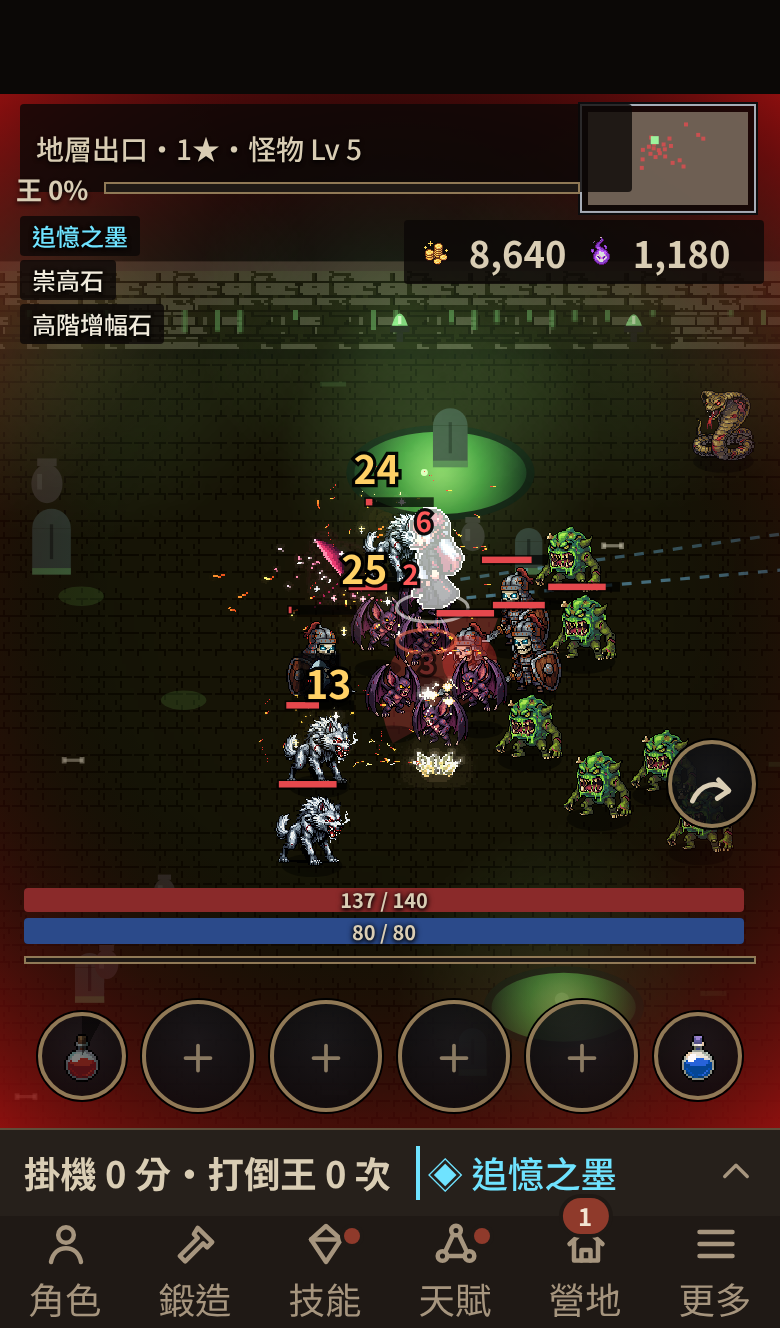 地層出口・1★・怪物 Lv 5
王 0%
追憶之墨
崇高石
高階增幅石
8,640
1,180
24
6
25
2
3
13
137 / 140
80 / 80
掛機 0 分・打倒王 0 次
追憶之墨
1
角色
鍛造
技能
天賦
營地
更多